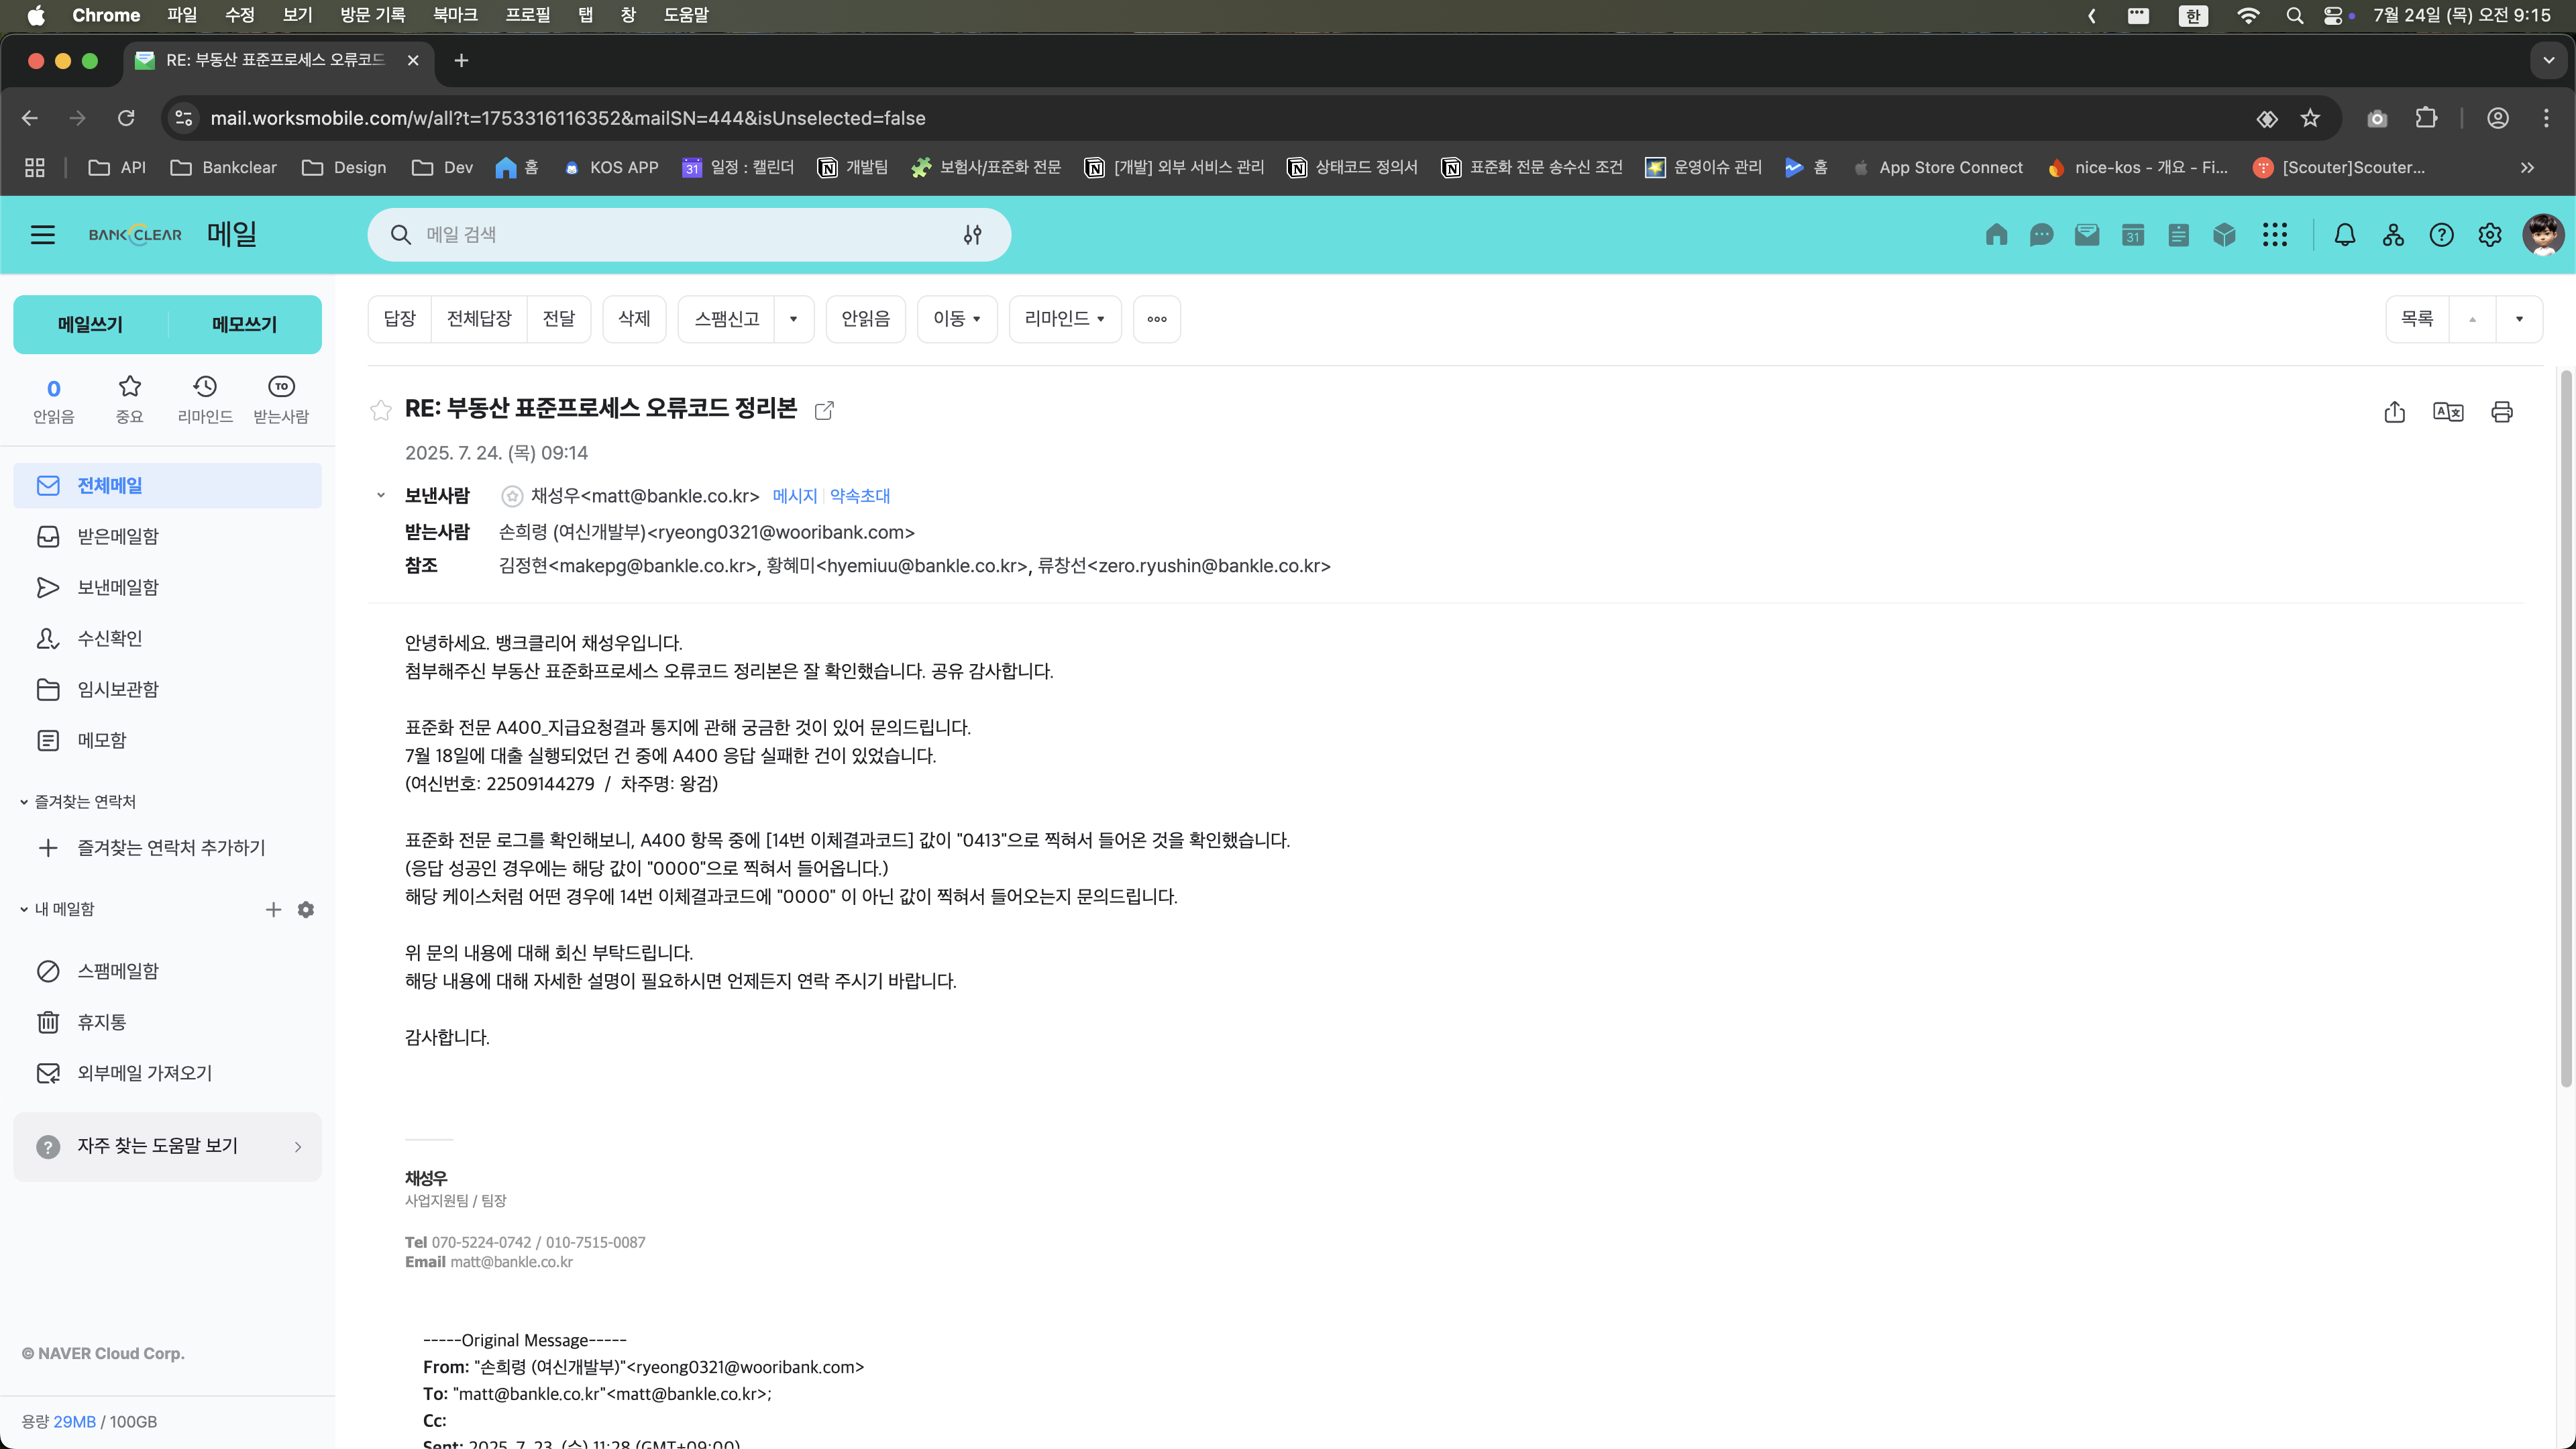 Chrome 파일 수정 보기 방문 기록 북마크 프로필 탭 창 도움말 한 7월 24일 (목) 오전 9:15
RE: 부동산 표준프로세스 오류코드
mail.worksmobile.com/w/all?t=1753316116352&mailSN=444&isUnselected=false
API Bankclear Design Dev 홈 KOS APP 31 일정 : 캘린더 개발팀 보험사/표준화 전문 [개발] 외부 서비스 관리 상태코드 정의서 표준화 전문 송수신 조건 운영이슈 관리 홈 App Store Connect nice-kos - 개요 - Fi... [Scouter]Scouter...
BANKCLEAR 메일 메일 검색 31
메일쓰기 메모쓰기
답장 전체답장 전달 삭제 스팸신고 안읽음 이동 리마인드 목록
0 TO
안읽음 중요 리마인드 받는사람
전체메일
받은메일함
보낸메일함
수신확인
임시보관함
메모함
즐겨찾는 연락처
즐겨찾는 연락처 추가하기
내 메일함
스팸메일함
휴지통
외부메일 가져오기
자주 찾는 도움말 보기
© NAVER Cloud Corp.
용량 29MB / 100GB
RE: 부동산 표준프로세스 오류코드 정리본
2025. 7. 24. (목) 09:14
보낸사람 채성우<matt@bankle.co.kr> 메시지 약속초대
받는사람 손희령 (여신개발부)<ryeong0321@wooribank.com>
참조 김정현<makepg@bankle.co.kr>, 황혜미<hyemiuu@bankle.co.kr>, 류창선<zero.ryushin@bankle.co.kr>
안녕하세요. 뱅크클리어 채성우입니다.
첨부해주신 부동산 표준화프로세스 오류코드 정리본은 잘 확인했습니다. 공유 감사합니다.
표준화 전문 A400_지급요청결과 통지에 관해 궁금한 것이 있어 문의드립니다.
7월 18일에 대출 실행되었던 건 중에 A400 응답 실패한 건이 있었습니다.
(여신번호: 22509144279 / 차주명: 왕검)
표준화 전문 로그를 확인해보니, A400 항목 중에 [14번 이체결과코드] 값이 "0413"으로 찍혀서 들어온 것을 확인했습니다.
(응답 성공인 경우에는 해당 값이 "0000"으로 찍혀서 들어옵니다.)
해당 케이스처럼 어떤 경우에 14번 이체결과코드에 "0000" 이 아닌 값이 찍혀서 들어오는지 문의드립니다.
위 문의 내용에 대해 회신 부탁드립니다.
해당 내용에 대해 자세한 설명이 필요하시면 언제든지 연락 주시기 바랍니다.
감사합니다.
채성우
사업지원팀 / 팀장
Tel 070-5224-0742 / 010-7515-0087
Email matt@bankle.co.kr
-----Original Message-----
From: "손희령 (여신개발부)"<ryeong0321@wooribank.com>
To: "matt@bankle.co.kr"<matt@bankle.co.kr>;
Cc:
Sent: 2025. 7. 23. (수) 11:28 (GMT+09:00)